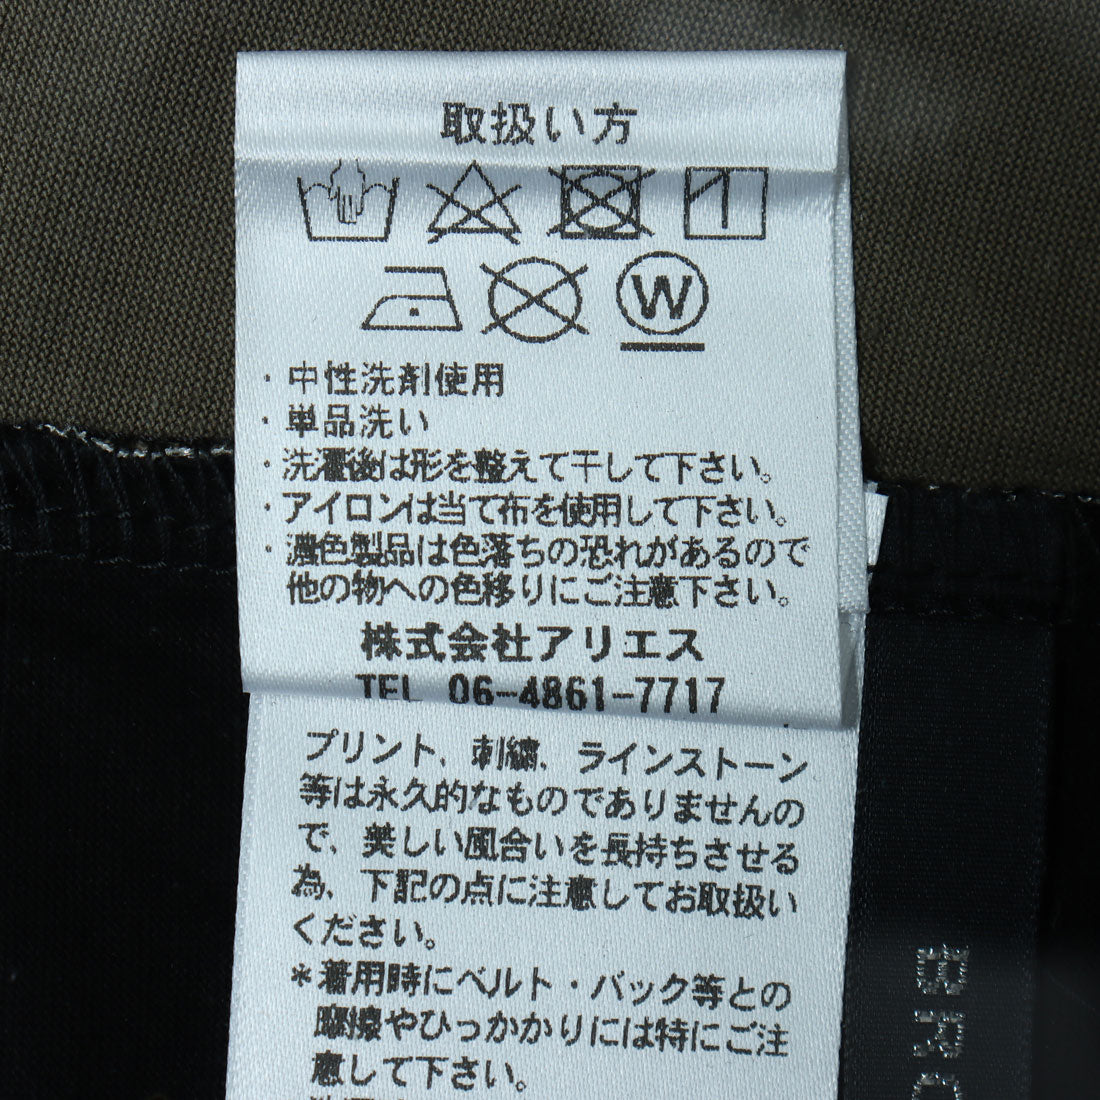 取扱い方
W
・中性洗剤使用
・単品洗い
・洗濯後は形を整えて干して下さい。
・アイロンは当て布を使用して下さい。
・濃色製品は色落ちの恐れがあるので
他の物への色移りにご注意下さい。
株式会社アリエス
TEL 06-4861-7717
プリント、刺繍、ラインストーン
等は永久的なものでありませんの
で、美しい風合いを長持ちさせる
為、下記の点に注意してお取扱い
ください。
*着用時にベルト・バック等との
摩擦やひっかかりには特にご注
意して下さい。